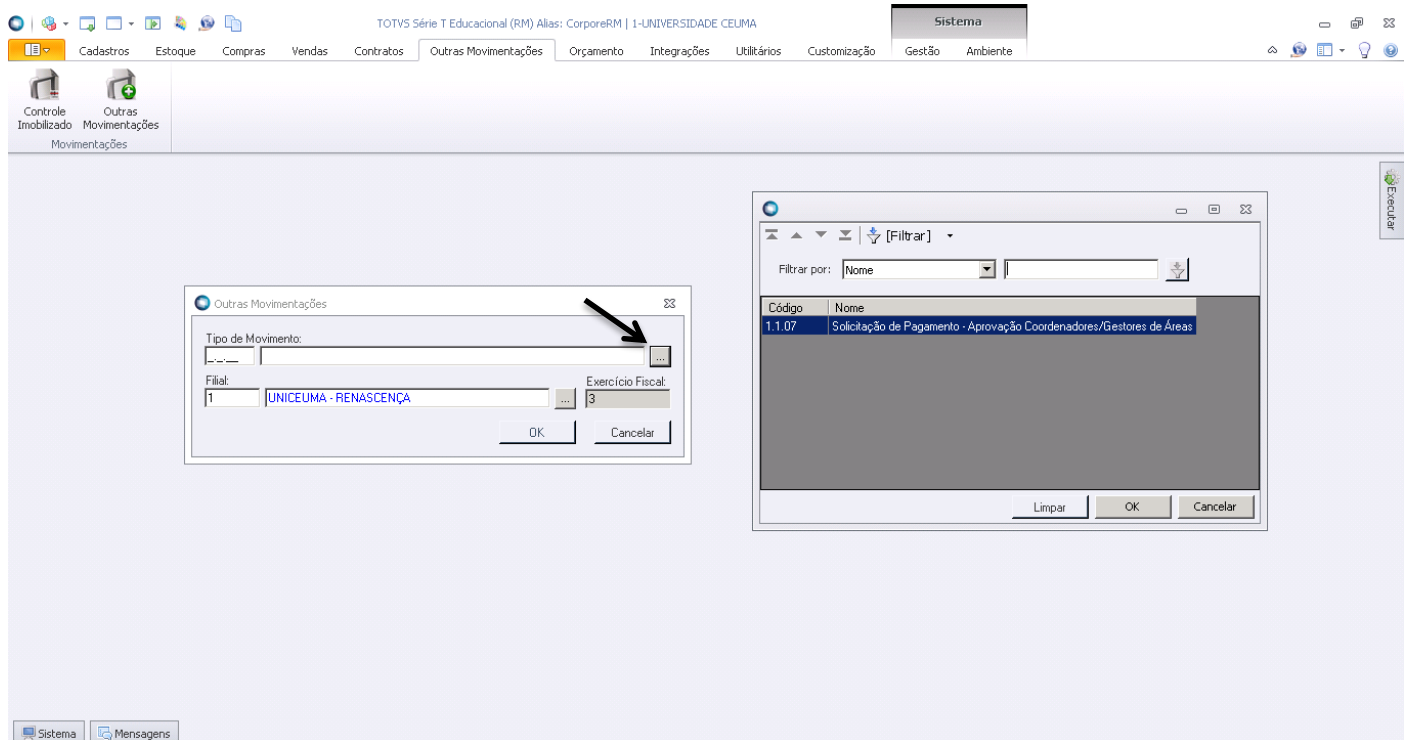 TOTVS Série T Educacional (RM) Alias: CorporeRM | 1-UNIVERSIDADE CEUMA
Sistema
Cadastros Estoque Compras Vendas Contratos Outras Movimentações Orçamento Integrações Utilitários Customização Gestão Ambiente
Controle Imobilizado
Outras Movimentações
Movimentações
Executar
Outras Movimentações
Tipo de Movimento:
_._.__
...
Filial:
Exercício Fiscal:
1 UNICEUMA - RENASCENÇA ... 3
OK Cancelar
[Filtrar]
Filtrar por: Nome
Código Nome
1.1.07 Solicitação de Pagamento - Aprovação Coordenadores/Gestores de Áreas
Limpar OK Cancelar
Sistema Mensagens